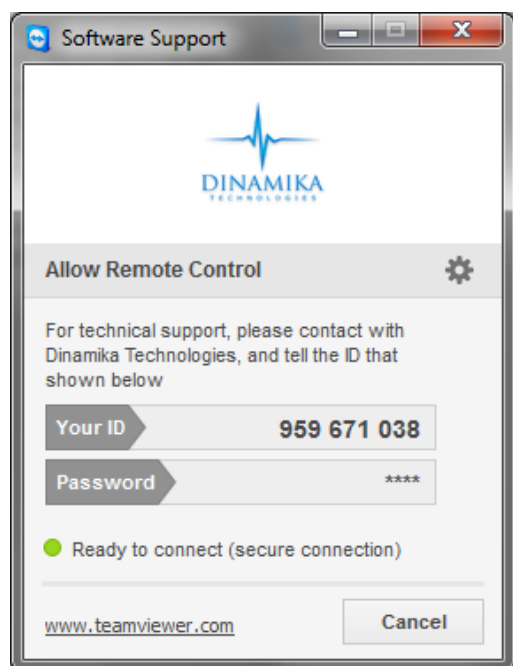 Software Support
DINAMIKA
TECHNOLOGIES
Allow Remote Control
For technical support, please contact with
Dinamika Technologies, and tell the ID that
shown below
Your ID 959 671 038
Password ****
Ready to connect (secure connection)
www.teamviewer.com Cancel